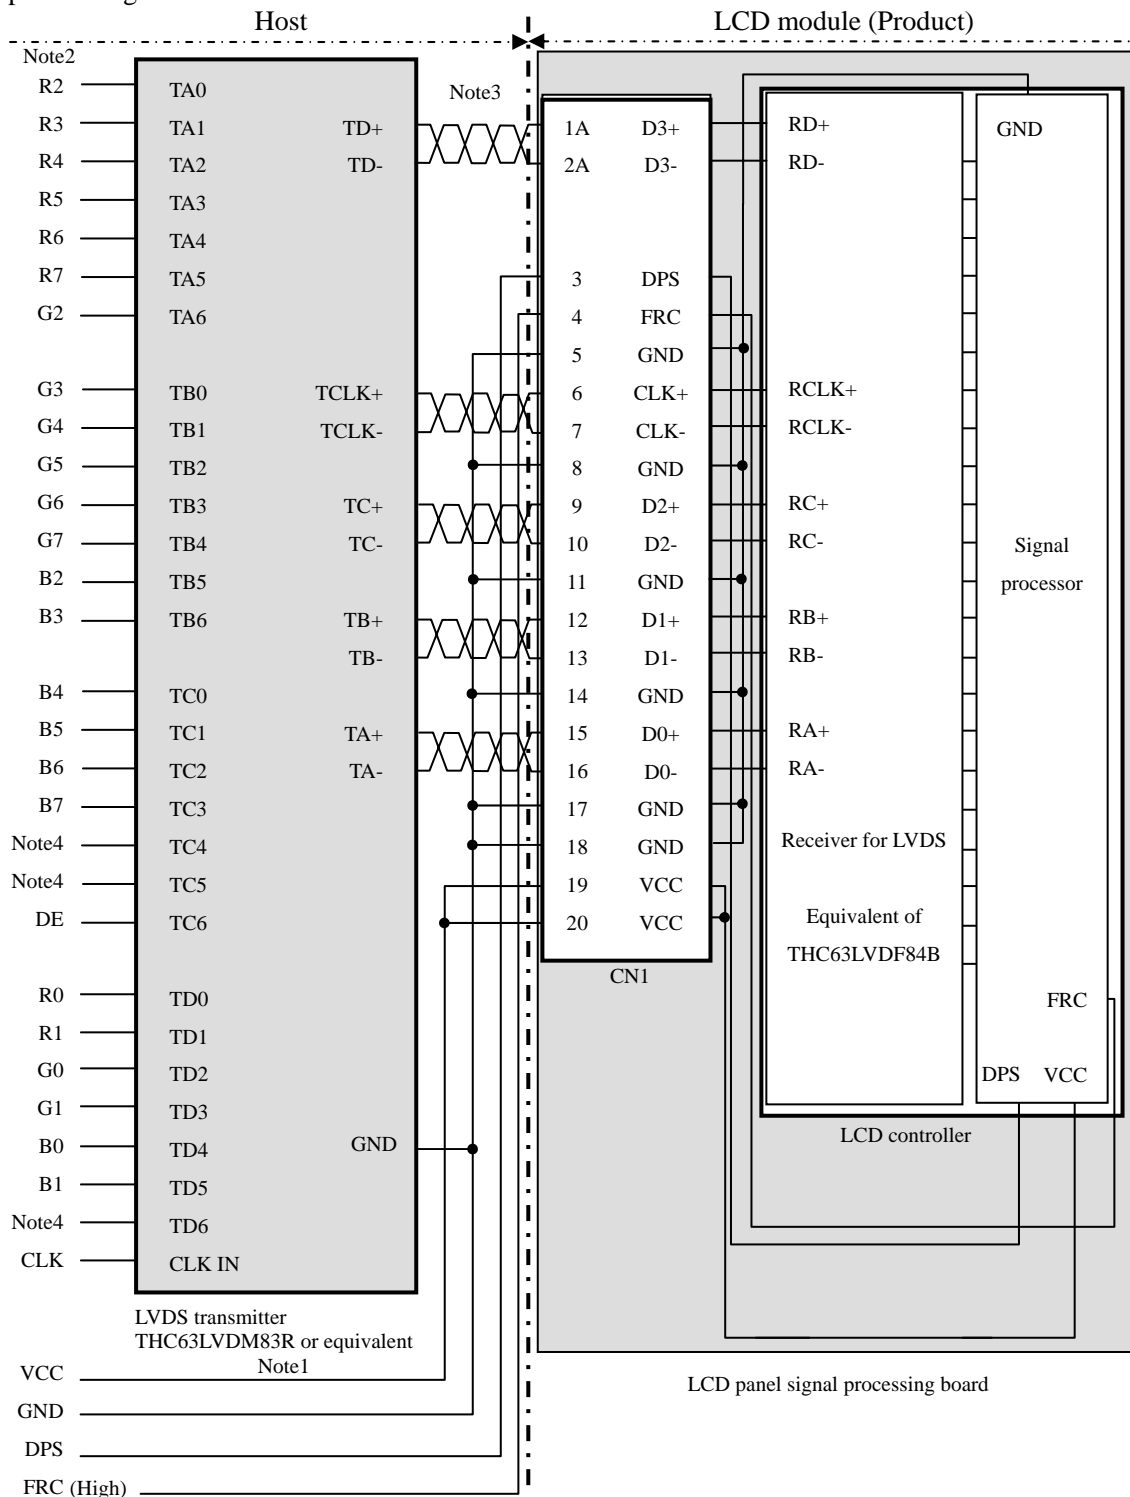 Host
LCD module (Product)
Note2
R2 TA0
R3 TA1 TD+
R4 TA2 TD-
R5 TA3
R6 TA4
R7 TA5
G2 TA6
G3 TB0 TCLK+
G4 TB1 TCLK-
G5 TB2
G6 TB3 TC+
G7 TB4 TC-
B2 TB5
B3 TB6 TB+
TB-
B4 TC0
B5 TC1 TA+
B6 TC2 TA-
B7 TC3
Note4 TC4
Note4 TC5
DE TC6
R0 TD0
R1 TD1
G0 TD2
G1 TD3
B0 TD4 GND
B1 TD5
Note4 TD6
CLK CLK IN
LVDS transmitter
THC63LVDM83R or equivalent
Note1
VCC
GND
DPS
FRC (High)
Note3
1A D3+
2A D3-
3 DPS
4 FRC
5 GND
6 CLK+
7 CLK-
8 GND
9 D2+
10 D2-
11 GND
12 D1+
13 D1-
14 GND
15 D0+
16 D0-
17 GND
18 GND
19 VCC
20 VCC
CN1
RD+
RD-
RCLK+
RCLK-
RC+
RC-
RB+
RB-
RA+
RA-
Receiver for LVDS
Equivalent of
THC63LVDF84B
GND
Signal
processor
FRC
DPS VCC
LCD controller
LCD panel signal processing board